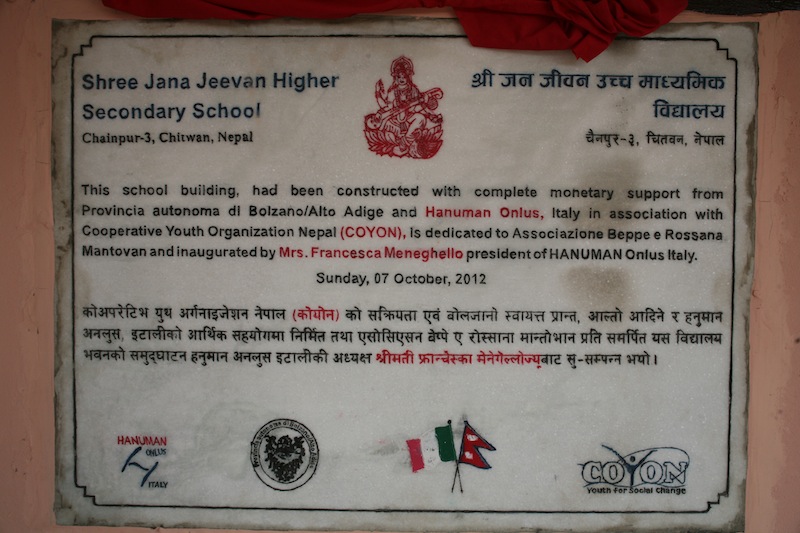 Shree Jana Jeevan Higher
Secondary School
Chainpur-3, Chitwan, Nepal
श्री जन जीवन उच्च माध्यमिक
विद्यालय
चैनपुर-३, चितवन, नेपाल
This school building, had been constructed with complete monetary support from
Provincia autonoma di Bolzano/Alto Adige and Hanuman Onlus, Italy in association with
Cooperative Youth Organization Nepal (COYON), is dedicated to Associazione Beppe e Rossana
Mantovan and inaugurated by Mrs. Francesca Meneghello president of HANUMAN Onlus Italy.
Sunday, 07 October, 2012
कोअपरेटिभ युथ अर्गनाइजेशन नेपाल (कोयोन) को सक्रियता एवं वोलजानो स्वायत्त प्रान्त, आल्तो आदिने र हनुमान
अनलुस, इटालीको आर्थिक सहयोगमा निर्मित तथा एसोसिएसन बेप्पे ए रोस्साना मान्तोभान प्रति समर्पित यस विद्यालय
भवनको समुद्घाटन हनुमान अनलुस इटालीकी अध्यक्ष श्रीमती फ्रान्चेस्का मेनेगेल्लोज्यूबाट सु-सम्पन्न भयो।
HANUMAN
ONLUS
ITALY
COYON
Youth for Social Change